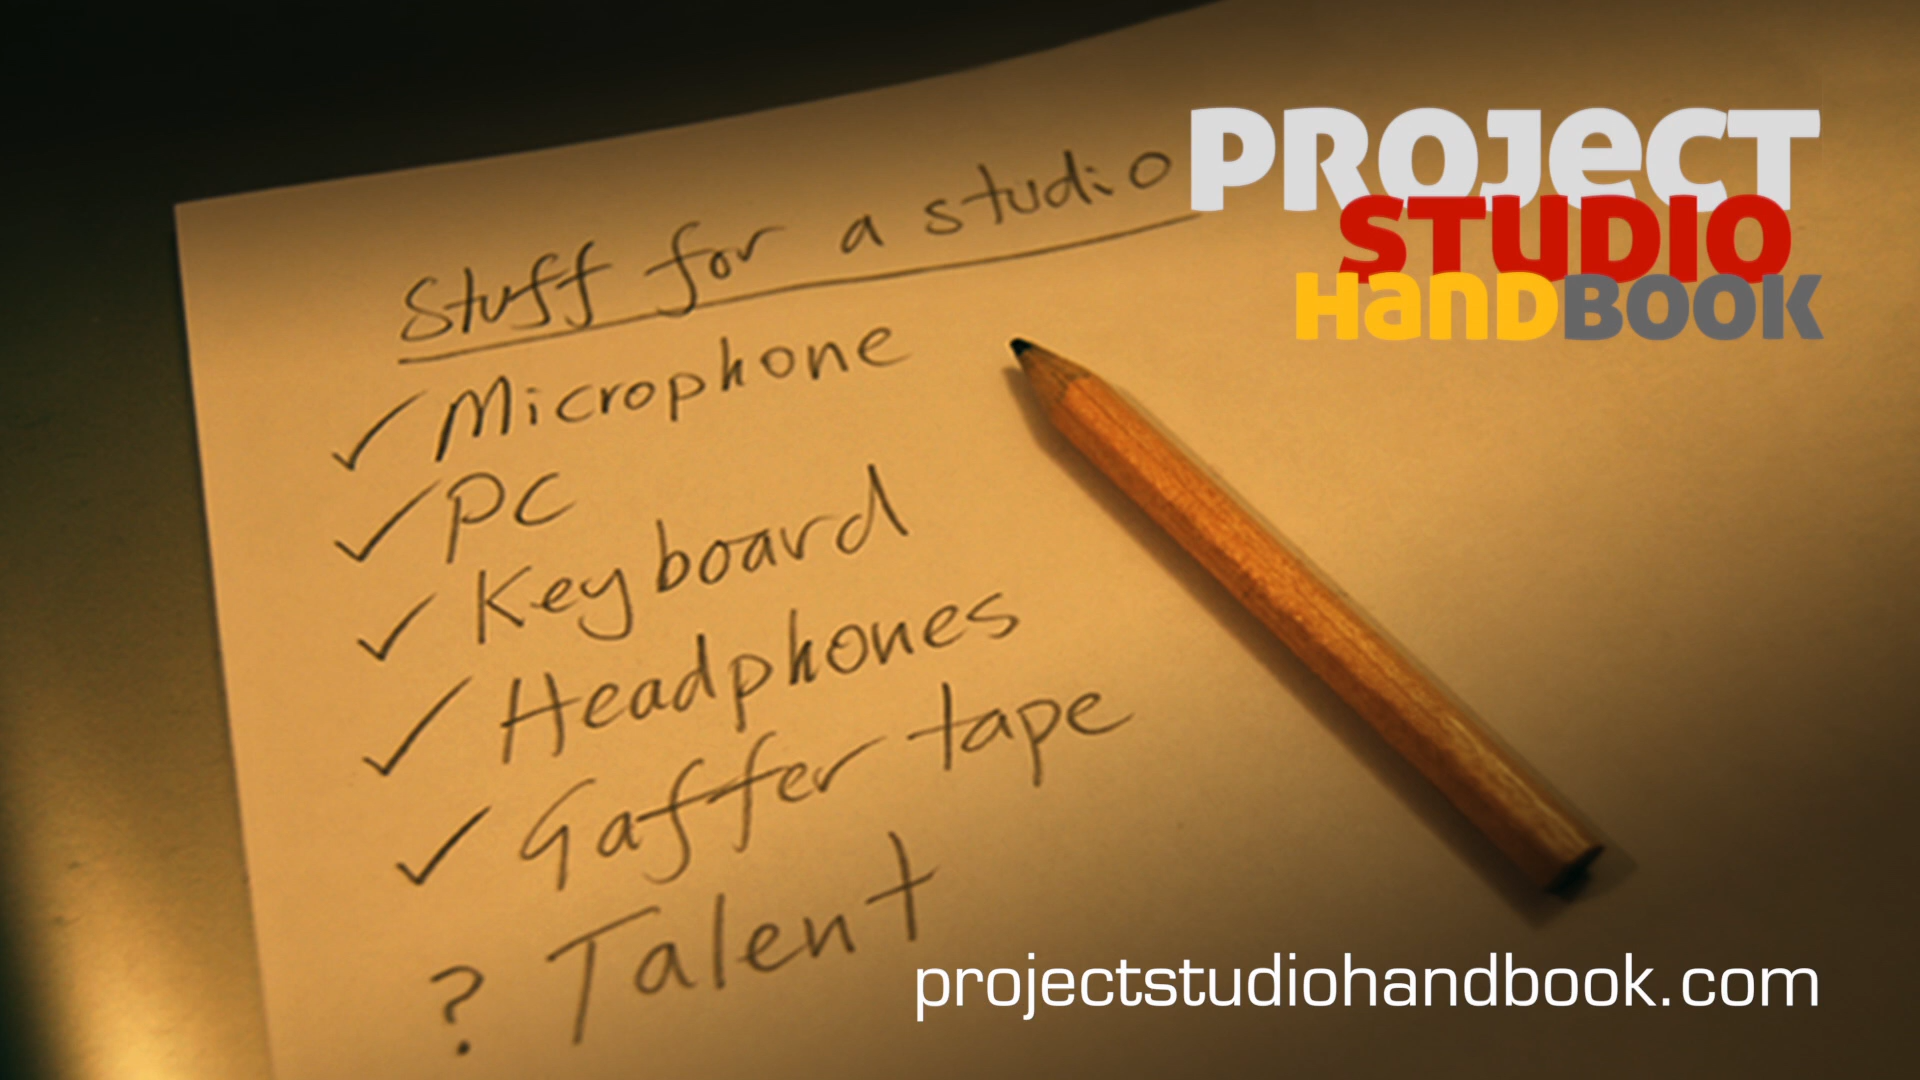 Stuff for a studio
✓ Microphone
✓ PC
✓ Keyboard
✓ Headphones
✓ Gaffer tape
? Talent
PROJECT
STUDIO
HANDBOOK
projectstudiohandbook.com